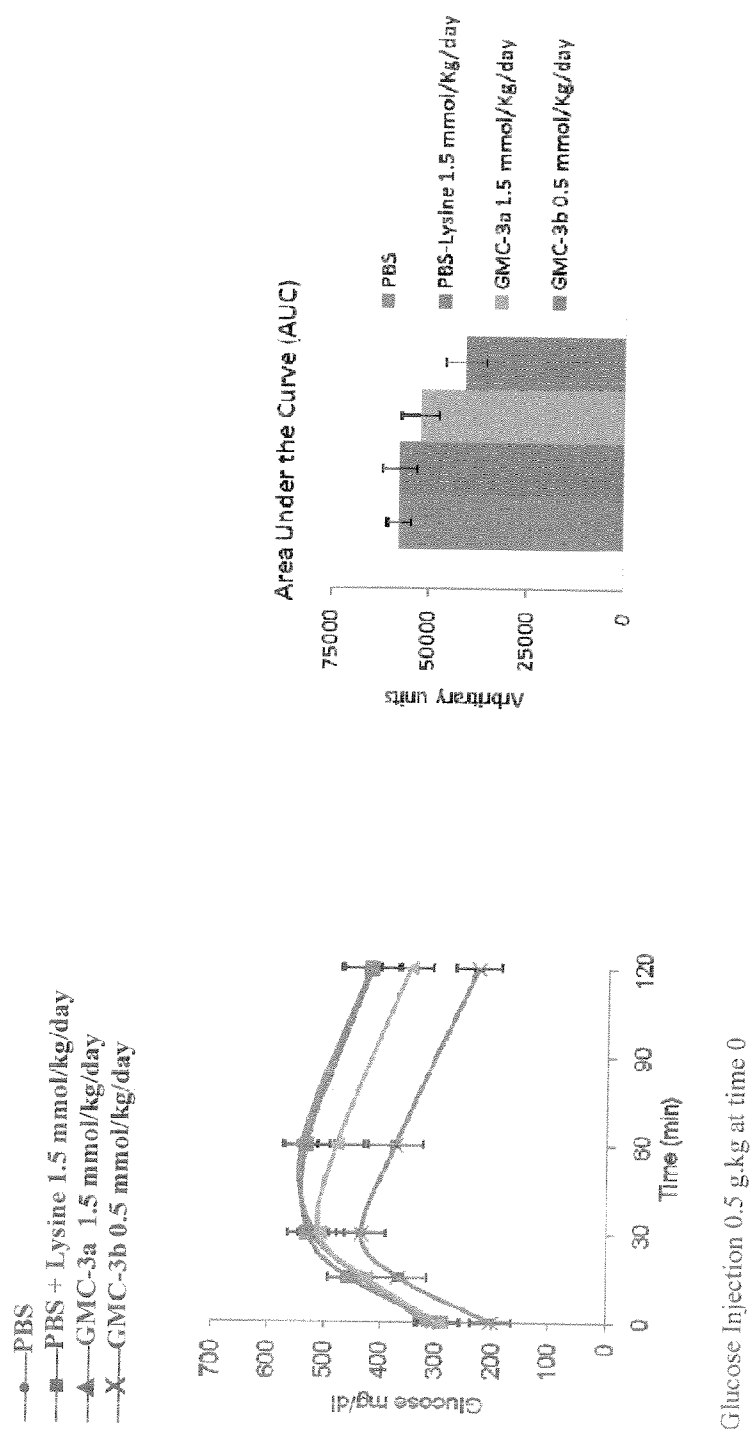 PBS
PBS + Lysine 1.5 mmol/kg/day
GMC-3a 1.5 mmol/kg/day
GMC-3b 0.5 mmol/kg/day
700
600
500
400
300
200
100
0
Glucose mg/dl
0
30
60
90
120
Time (min)
Glucose Injection 0.5 g.kg at time 0
Area Under the Curve (AUC)
75000
50000
25000
0
Arbritrary units
PBS
PBS-Lysine 1.5 mmol/Kg/day
GMC-3a 1.5 mmol/Kg/day
GMC-3b 0.5 mmol/Kg/day